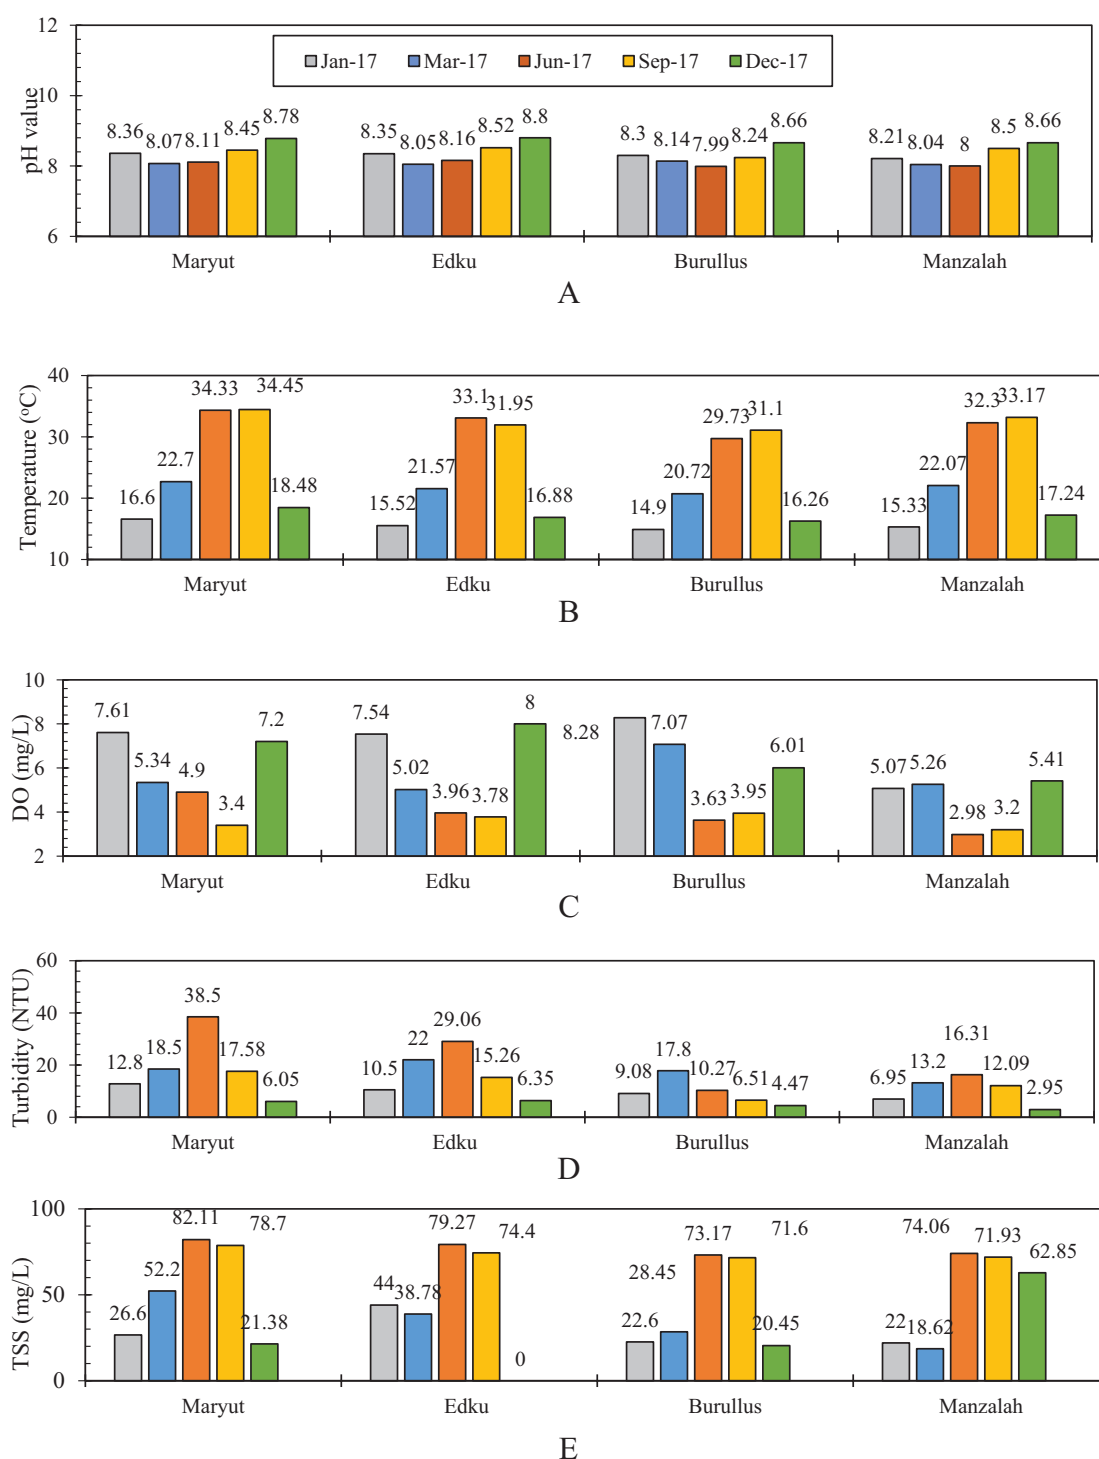 12
10
8
6
pH value
Jan-17 Mar-17 Jun-17 Sep-17 Dec-17
8.36 8.07 8.11 8.45 8.78
8.35 8.05 8.16 8.52 8.8
8.3 8.14 7.99 8.24 8.66
8.21 8.04 8 8.5 8.66
Maryut Edku Burullus Manzalah
A
40
30
20
10
Temperature (°C)
16.6 22.7 34.33 34.45 18.48
15.52 21.57 33.1 31.95 16.88
14.9 20.72 29.73 31.1 16.26
15.33 22.07 32.3 33.17 17.24
Maryut Edku Burullus Manzalah
B
10
8
6
4
2
DO (mg/L)
7.61 5.34 4.9 3.4 7.2
7.54 5.02 3.96 3.78 8
8.28 7.07 3.63 3.95 6.01
5.07 5.26 2.98 3.2 5.41
Maryut Edku Burullus Manzalah
C
60
40
20
0
Turbidity (NTU)
12.8 18.5 38.5 17.58 6.05
10.5 22 29.06 15.26 6.35
9.08 17.8 10.27 6.51 4.47
6.95 13.2 16.31 12.09 2.95
Maryut Edku Burullus Manzalah
D
100
50
0
TSS (mg/L)
26.6 52.2 82.11 78.7 21.38
44 38.78 79.27 74.4 0
22.6 28.45 73.17 71.6 20.45
22 18.62 74.06 71.93 62.85
Maryut Edku Burullus Manzalah
E